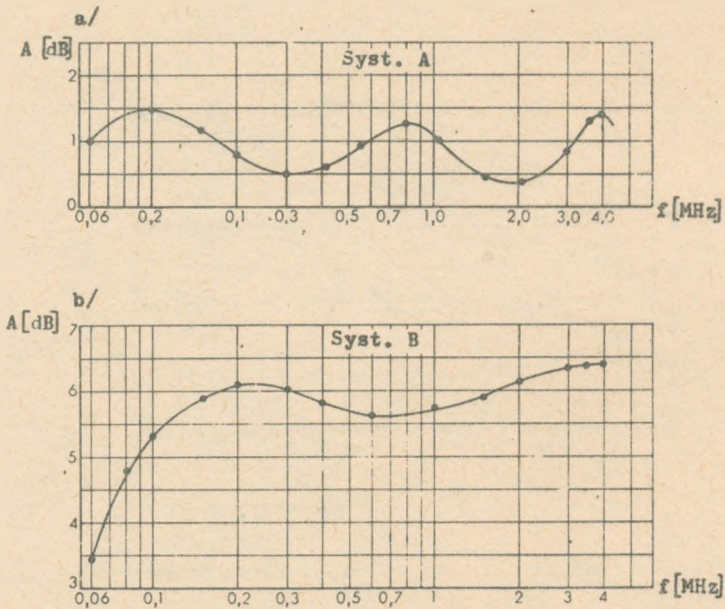 a/
A [dB]
Syst. A
2
1
0
0,06 0,2 0,1 0,3 0,5 0,7 1,0 2,0 3,0 4,0 f [MHz]
b/
A [dB]
Syst. B
7
6
5
4
3
0,06 0,1 0,2 0,3 0,5 0,7 1 2 3 4 f [MHz]